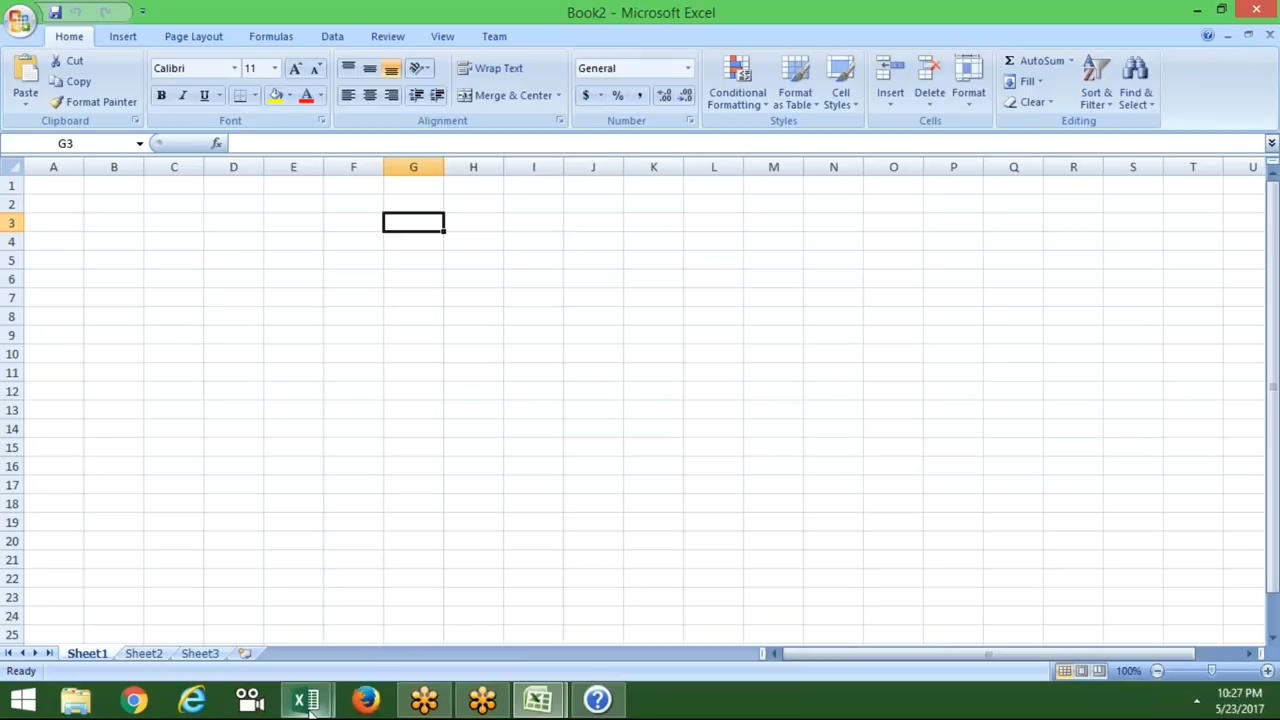 Book2 - Microsoft Excel
Home Insert Page Layout Formulas Data Review View Team
Paste Cut Copy Format Painter Clipboard
Calibri 11 B I U A Font
Wrap Text Merge & Center Alignment
General $ % , Number
Conditional Formatting Format as Table Cell Styles Styles
Insert Delete Format Cells
Σ AutoSum Fill Clear Sort & Filter Find & Select Editing
G3 fx
A B C D E F G H I J K L M N O P Q R S T U
1
2
3
4
5
6
7
8
9
10
11
12
13
14
15
16
17
18
19
20
21
22
23
24
25
Sheet1 Sheet2 Sheet3
Ready 100%
10:27 PM
5/23/2017